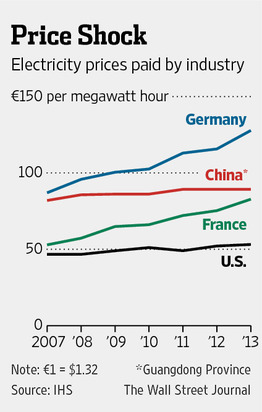 Price Shock
Electricity prices paid by industry
€150 per megawatt hour
Germany
100
China*
France
50
U.S.
0
2007 '08 '09 '10 '11 '12 '13
Note: €1 = $1.32 *Guangdong Province
Source: IHS The Wall Street Journal